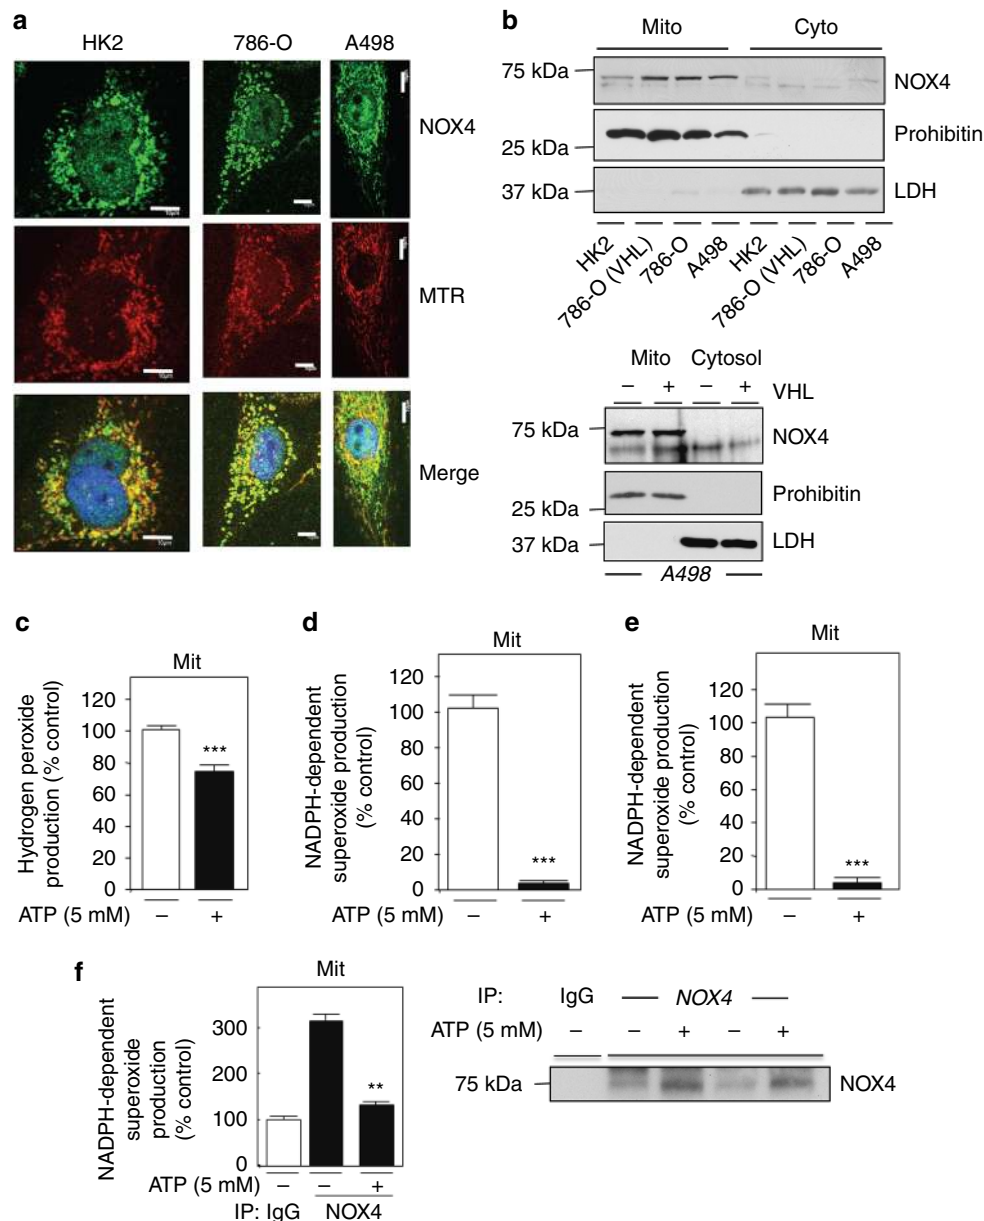 a
HK2 786-O A498
NOX4
MTR
Merge
b
Mito Cyto
75 kDa NOX4
Prohibitin
25 kDa
37 kDa LDH
HK2 786-O (VHL) 786-O A498 HK2 786-O (VHL) 786-O A498
Mito Cytosol
– + – + VHL
75 kDa NOX4
Prohibitin
25 kDa
37 kDa LDH
A498
c
Mit
Hydrogen peroxide
production (% control)
120
100
80
60
40
20
0
***
ATP (5 mM) – +
d
Mit
NADPH-dependent
superoxide production
(% control)
120
100
80
60
40
20
0
***
ATP (5 mM) – +
e
Mit
NADPH-dependent
superoxide production
(% control)
120
100
80
60
40
20
0
***
ATP (5 mM) – +
f
Mit
NADPH-dependent
superoxide
production
(% control)
300
200
100
0
**
ATP (5 mM) – – +
IP: IgG NOX4
IP: IgG NOX4
ATP (5 mM) – – + – +
75 kDa NOX4